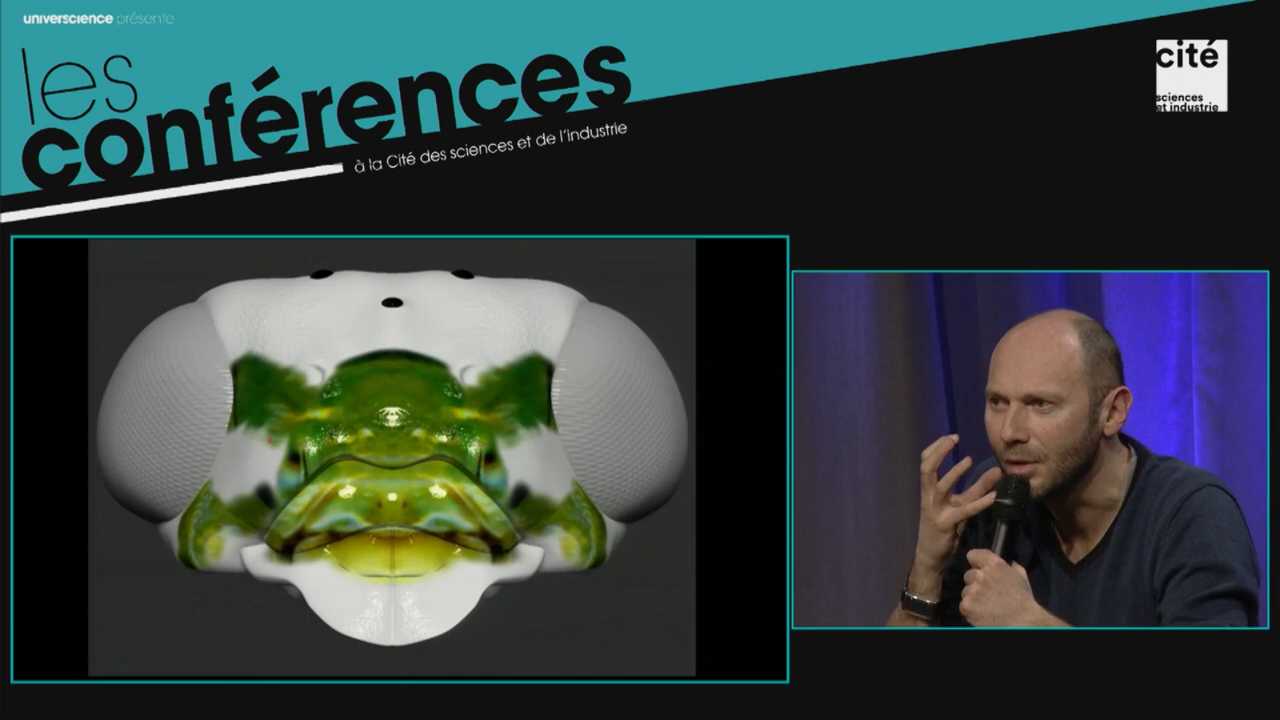 universcience présente
les
conférences
à la Cité des sciences et de l'industrie
cité
sciences
et industrie